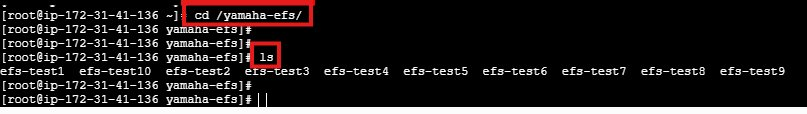 [root@ip-172-31-41-136 ~]# cd /yamaha-efs/
[root@ip-172-31-41-136 yamaha-efs]#
[root@ip-172-31-41-136 yamaha-efs]#
[root@ip-172-31-41-136 yamaha-efs]# ls
efs-test1  efs-test10  efs-test2  efs-test3  efs-test4  efs-test5  efs-test6  efs-test7  efs-test8  efs-test9
[root@ip-172-31-41-136 yamaha-efs]#
[root@ip-172-31-41-136 yamaha-efs]#